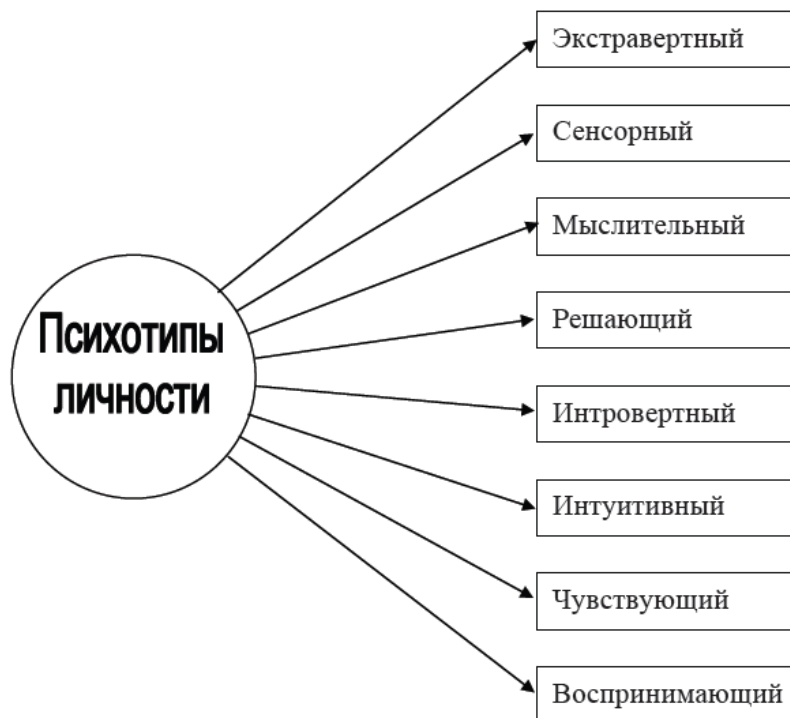 Экстравертный
Сенсорный
Мыслительный
Психотипы
личности
Решающий
Интровертный
Интуитивный
Чувствующий
Воспринимающий